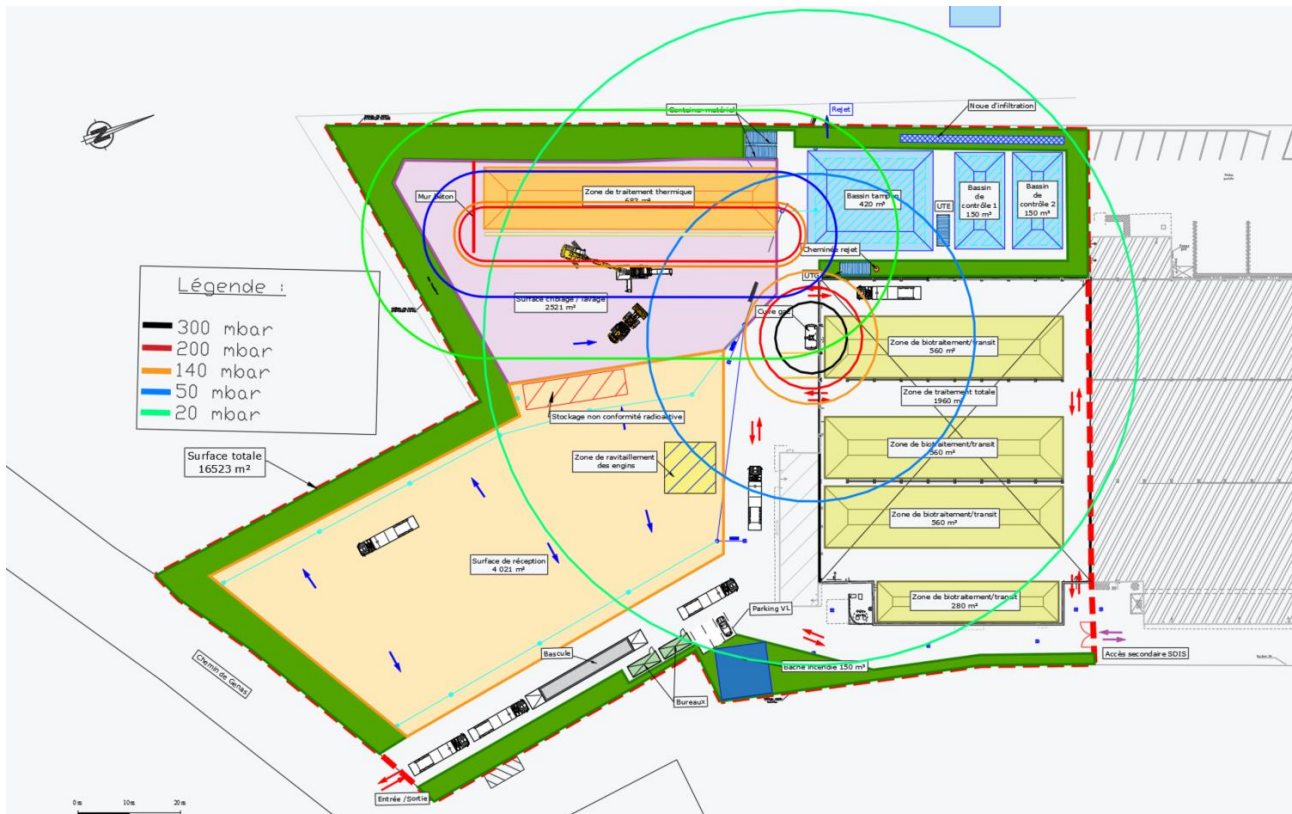 Container matériel
Rejet
Noue d'infiltration
N
Mur béton
Zone de traitement thermique
682 m²
Bassin tampon
420 m²
UTE
Bassin
de
contrôle 1
150 m²
Bassin
de
contrôle 2
150 m²
Cheminée rejet
UTG
Surface criblage / lavage
2521 m²
Cuve gaz
Légende :
300 mbar
200 mbar
140 mbar
50 mbar
20 mbar
Zone de biotraitement/transit
560 m²
Zone de traitement totale
1960 m²
Stockage non conformité radioactive
Zone de biotraitement/transit
560 m²
Surface totale
16523 m²
Zone de ravitaillement
des engins
Zone de biotraitement/transit
560 m²
Surface de réception
4 021 m²
Zone de biotraitement/transit
280 m²
Parking VL
Bascule
Bâche incendie 150 m³
Accès secondaire SDIS
Chemin de Genas
Bureaux
Entrée /Sortie
0m 10m 20m